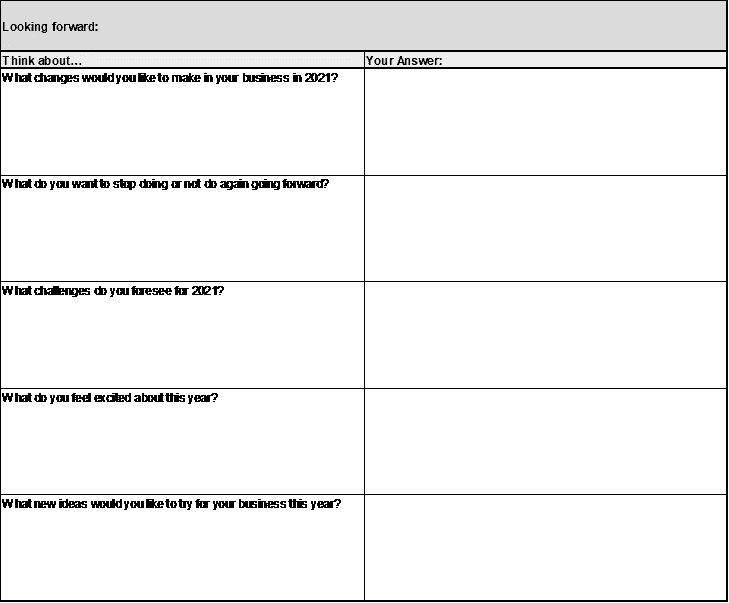 Looking forward:
Think about...
Your Answer:
What changes would you like to make in your business in 2021?
What do you want to stop doing or not do again going forward?
What challenges do you foresee for 2021?
What do you feel excited about this year?
What new ideas would you like to try for your business this year?